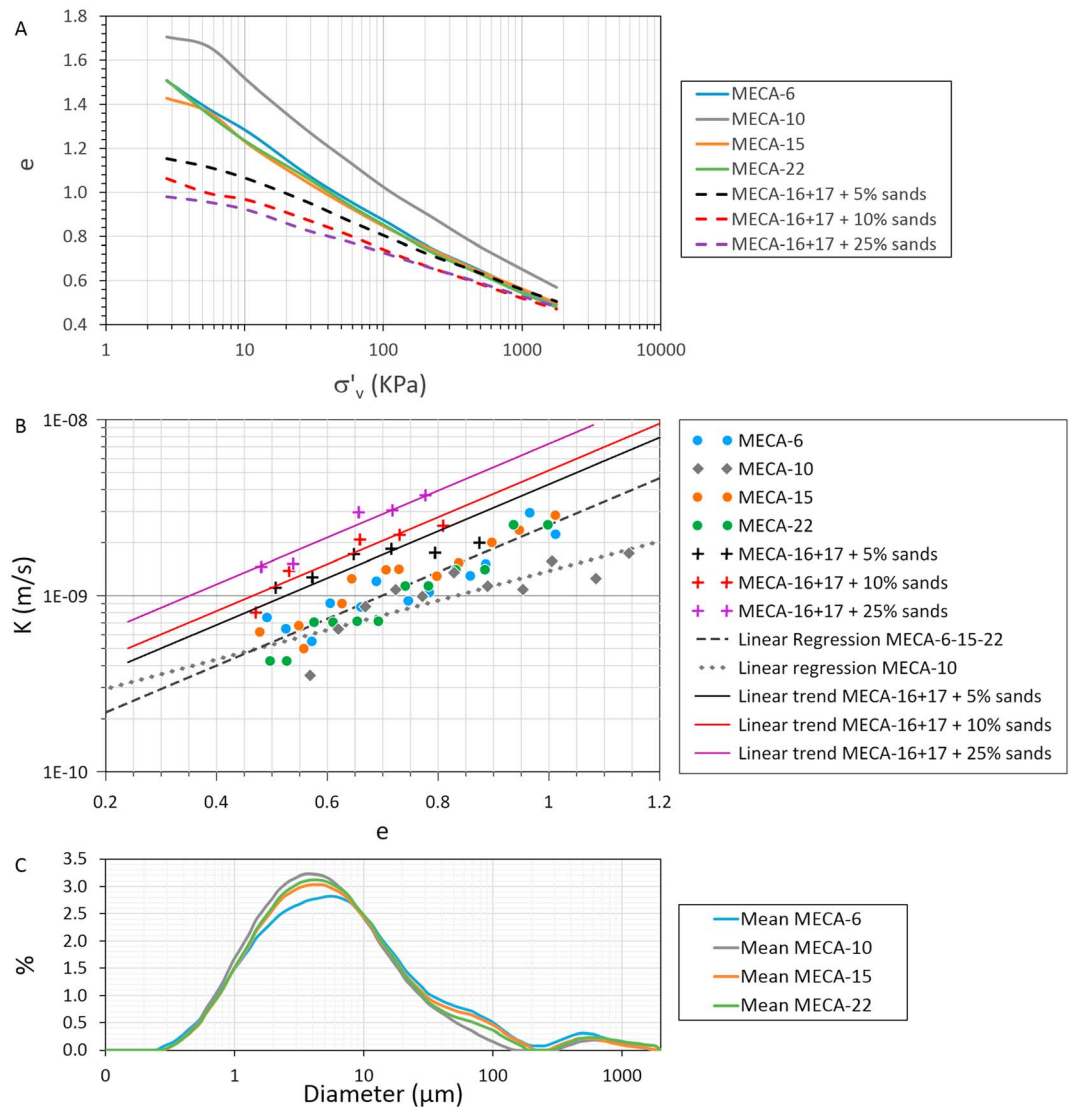 A
1.8
1.6
1.4
1.2
1.0
0.8
0.6
0.4
e
1 10 100 1000 10000
σ'v (KPa)
MECA-6
MECA-10
MECA-15
MECA-22
MECA-16+17 + 5% sands
MECA-16+17 + 10% sands
MECA-16+17 + 25% sands
B
1E-08
1E-09
1E-10
K (m/s)
0.2 0.4 0.6 0.8 1 1.2
e
MECA-6
MECA-10
MECA-15
MECA-22
MECA-16+17 + 5% sands
MECA-16+17 + 10% sands
MECA-16+17 + 25% sands
Linear Regression MECA-6-15-22
Linear regression MECA-10
Linear trend MECA-16+17 + 5% sands
Linear trend MECA-16+17 + 10% sands
Linear trend MECA-16+17 + 25% sands
C
3.5
3.0
2.5
2.0
1.5
1.0
0.5
0.0
%
0 1 10 100 1000
Diameter (μm)
Mean MECA-6
Mean MECA-10
Mean MECA-15
Mean MECA-22